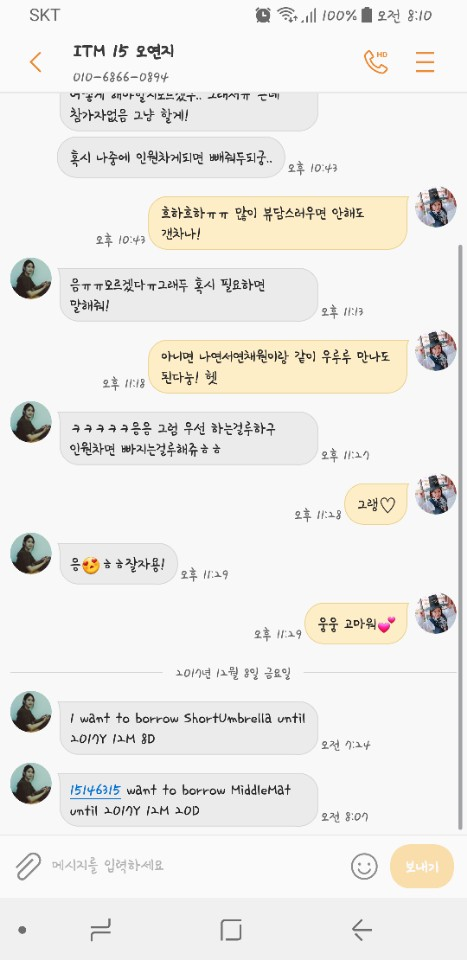 SKT 100% 오전 8:10
ITM 15 오연지
010-6866-0894
HD
참가자없음 그냥 할게!
혹시 나중에 인원차게되면 빼줘두되궁..
오후 10:43
흐하흐하ㅠㅠ 많이 뷰담스러우면 안해도
갠차나!
오후 10:43
음ㅠㅠ모르겠다ㅠ그래두 혹시 필요하면
말해줘!
오후 11:13
아니면 나연서연채원이랑 같이 우루루 만나도
된다눙! 헷
오후 11:18
ㅋㅋㅋㅋㅋ응응 그럼 우선 하는걸루하구
인원차면 빠지는걸루해쥬ㅎㅎ
오후 11:27
그랭♡
오후 11:28
응😍ㅎㅎ잘자용!
오후 11:29
웅웅 고마워💕
오후 11:29
2017년 12월 8일 금요일
I want to borrow ShortUmbrella until
2017Y 12M 8D
오전 7:24
15146315 want to borrow MiddleMat
until 2017Y 12M 20D
오전 8:07
메시지를 입력하세요
보내기